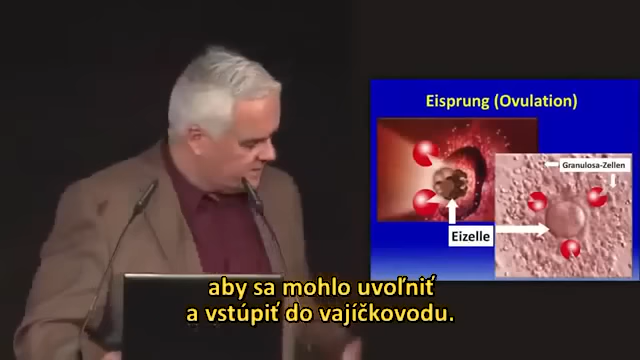 Eisprung (Ovulation)
Granulosa-Zellen
Eizelle
aby sa mohlo uvoľniť
a vstúpiť do vajíčkovodu.